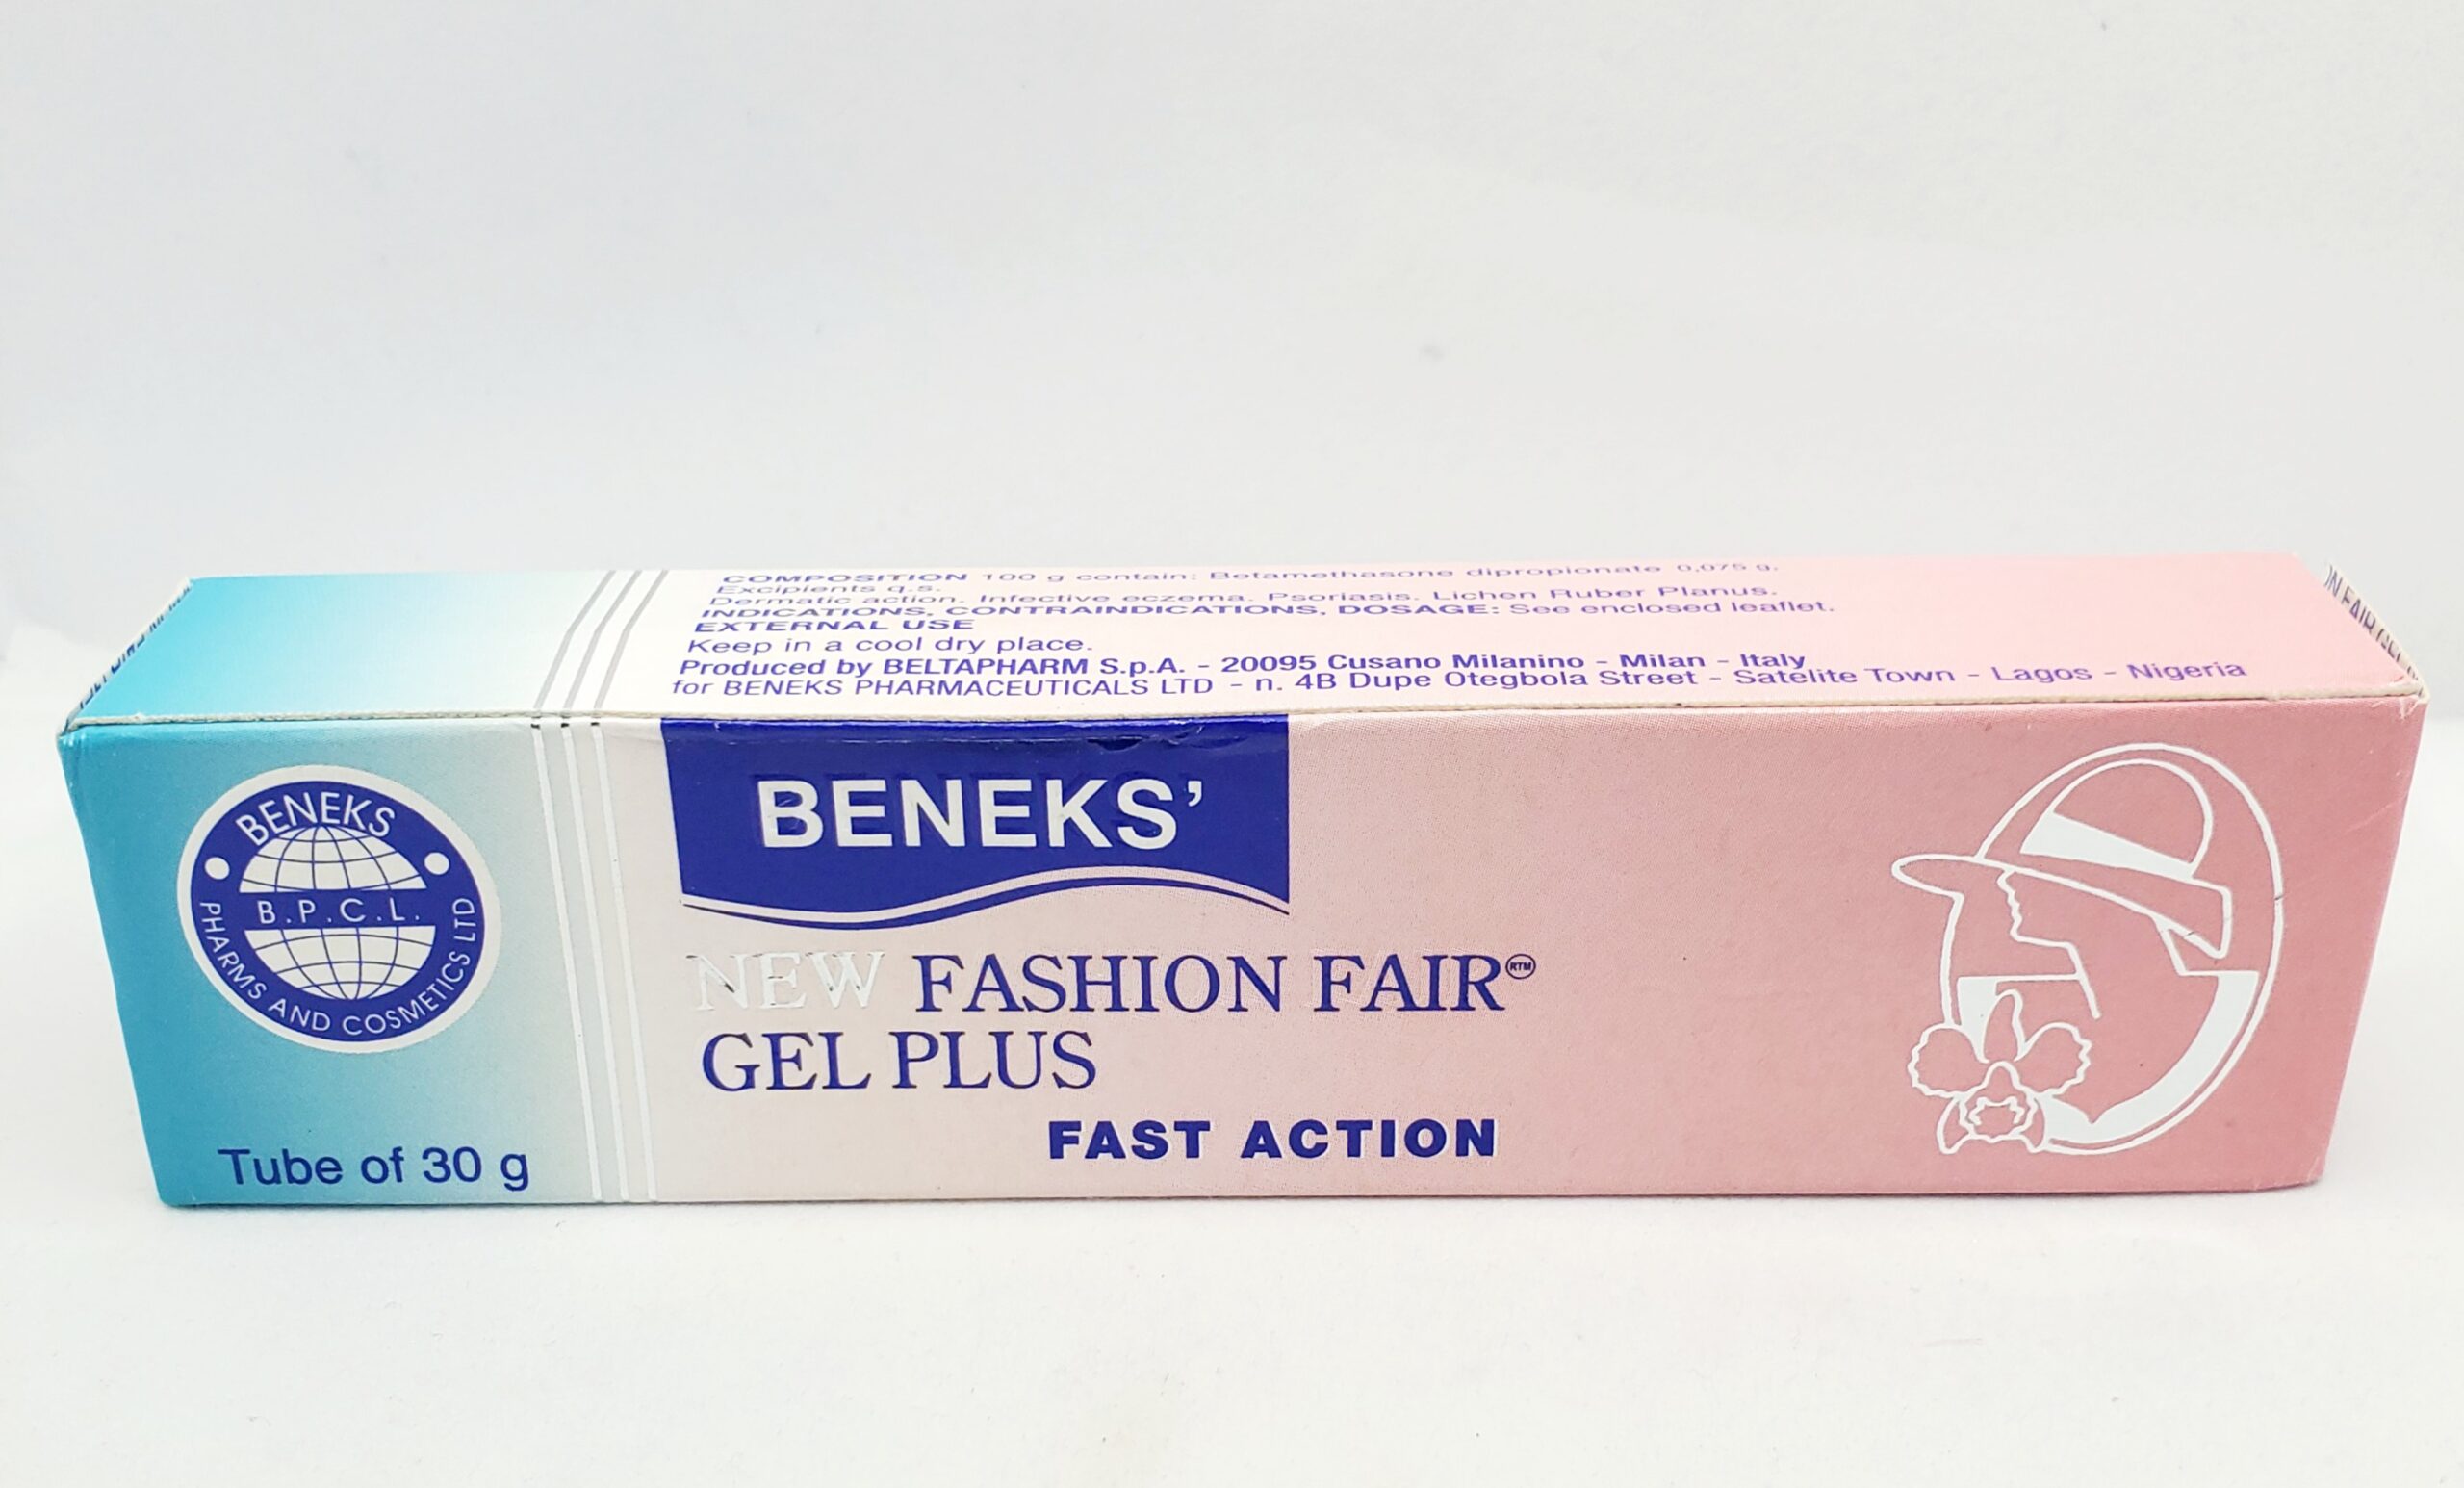 COMPOSITION 100 g contain: Betamethasone dipropionate 0,075 g.
Excipients q.s.
Dermatic action. Infective eczema. Psoriasis. Lichen Ruber Planus.
INDICATIONS, CONTRAINDICATIONS, DOSAGE: See enclosed leaflet.
EXTERNAL USE
Keep in a cool dry place.
Produced by BELTAPHARM S.p.A. - 20095 Cusano Milanino - Milan - Italy
for BENEKS PHARMACEUTICALS LTD - n. 4B Dupe Otegbola Street - Satelite Town - Lagos - Nigeria
BENEKS
B.P.C.L.
PHARMS AND COSMETICS LTD
Tube of 30 g
BENEKS’
NEW FASHION FAIR RTM
GEL PLUS
FAST ACTION